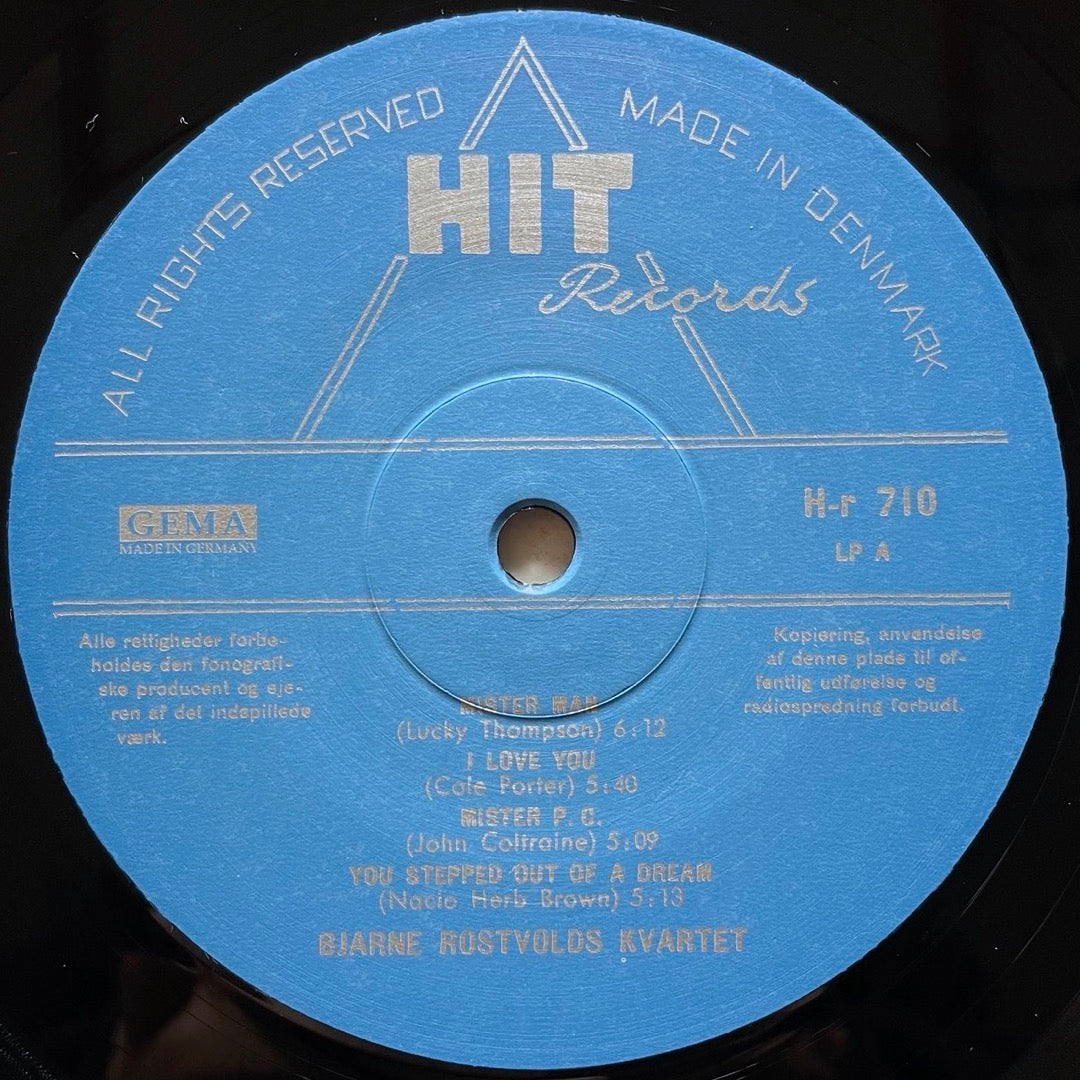 ALL RIGHTS RESERVED
MADE IN DENMARK
HIT
Records
GEMA
MADE IN GERMANY
H-r 710
LP A
Alle rettigheder forbe-
holdes den fonografi-
ske producent og eje-
ren af det indspillede
værk.
Kopiering, anvendelse
af denne plade til of-
fentlig udførelse og
radiospredning forbudt.
MISTER MAN
(Lucky Thompson) 6:12
I LOVE YOU
(Cole Porter) 5:40
MISTER P. C.
(John Coltraine) 5:09
YOU STEPPED OUT OF A DREAM
(Nacio Herb Brown) 5:13
BJARNE ROSTVOLDS KVARTET